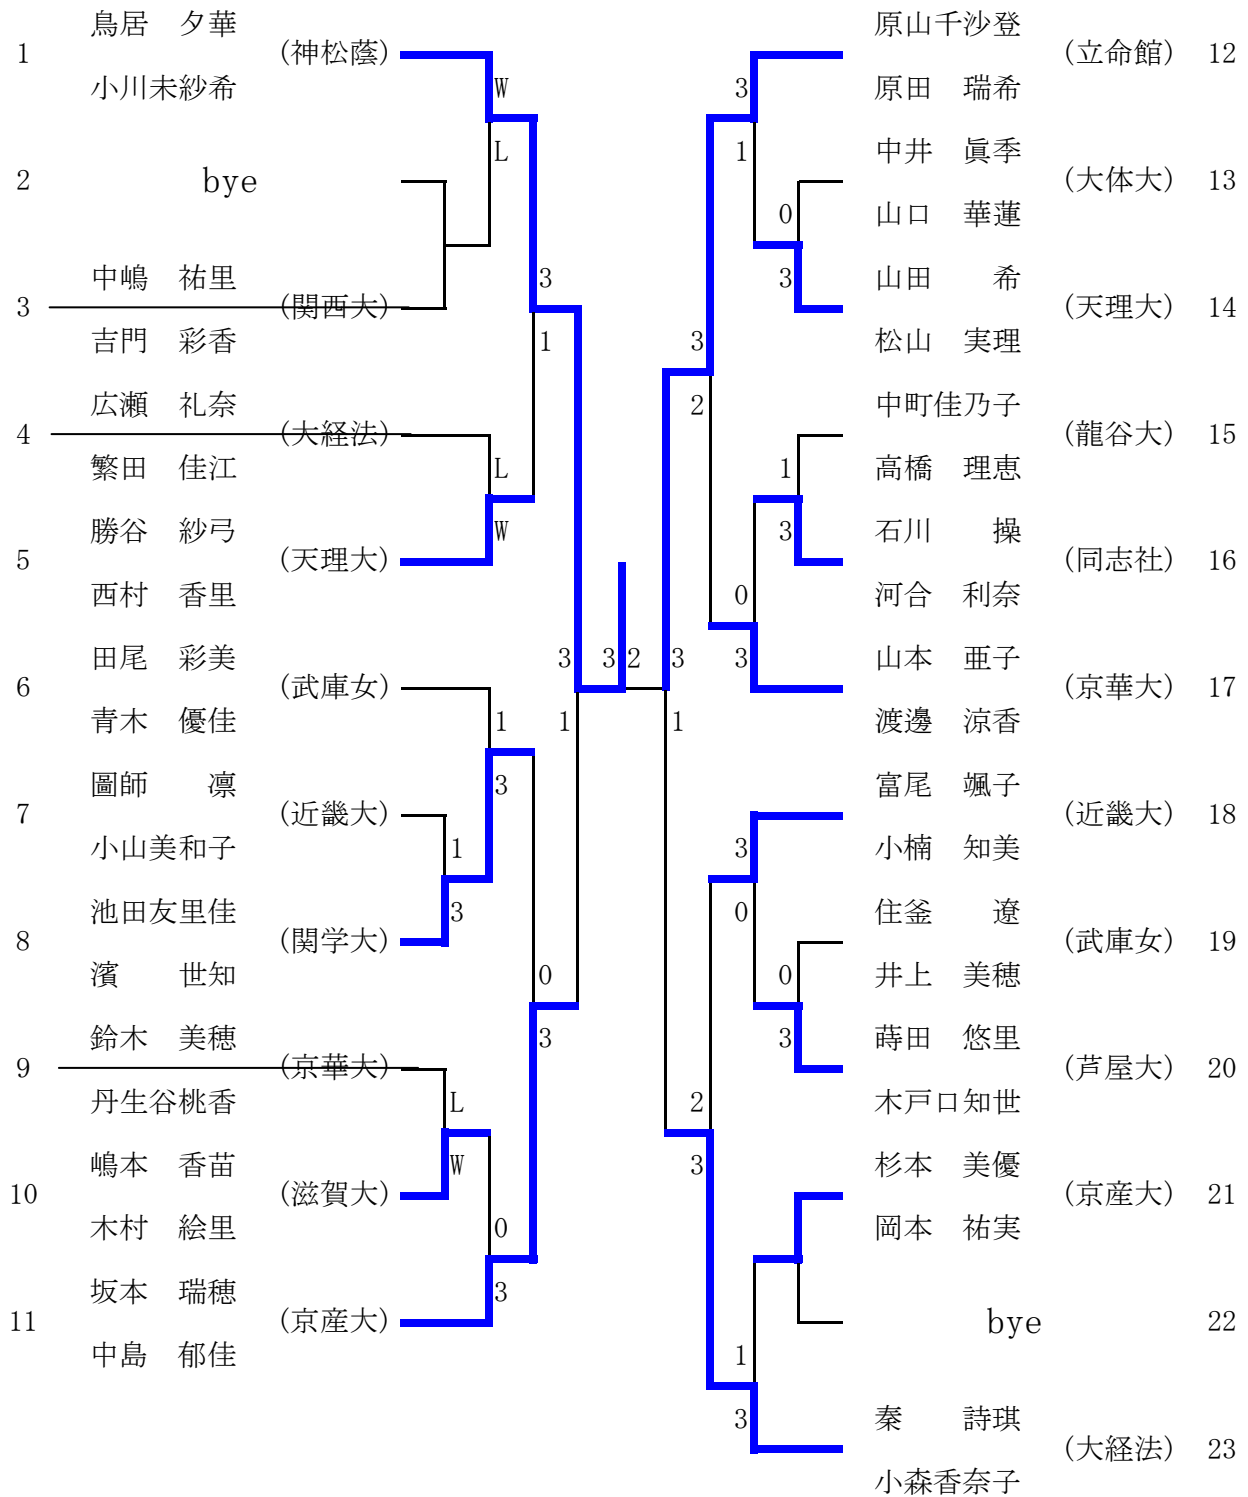 鳥居　夕華
1 (神松蔭)
小川未紗希
W
L
2 bye
中嶋　祐里
3 (関西大)
吉門　彩香
3
1
広瀬　礼奈
4 (大経法)
繁田　佳江
L
勝谷　紗弓
W
5 (天理大)
西村　香里
田尾　彩美
6 (武庫女)
青木　優佳
1
圖師　　凛
3
7 (近畿大)
小山美和子
1
池田友里佳
3
8 (関学大)
濱　　世知
0
鈴木　美穂
3
9 (京華大)
丹生谷桃香
L
嶋本　香苗
W
10 (滋賀大)
木村　絵里
0
坂本　瑞穂
3
11 (京産大)
中島　郁佳
3 3 2 3
1 1
原山千沙登
(立命館) 12
3
原田　瑞希
1
中井　眞季
(大体大) 13
0
山口　華蓮
3
山田　　希
(天理大) 14
3
松山　実理
2
中町佳乃子
(龍谷大) 15
1
高橋　理恵
3
石川　　操
(同志社) 16
0
河合　利奈
3
山本　亜子
(京華大) 17
渡邊　涼香
富尾　颯子
(近畿大) 18
3
小楠　知美
0
住釜　　遼
(武庫女) 19
0
井上　美穂
3
蒔田　悠里
(芦屋大) 20
2
木戸口知世
3
杉本　美優
(京産大) 21
岡本　祐実
bye 22
1
3
秦　　詩琪
(大経法) 23
小森香奈子